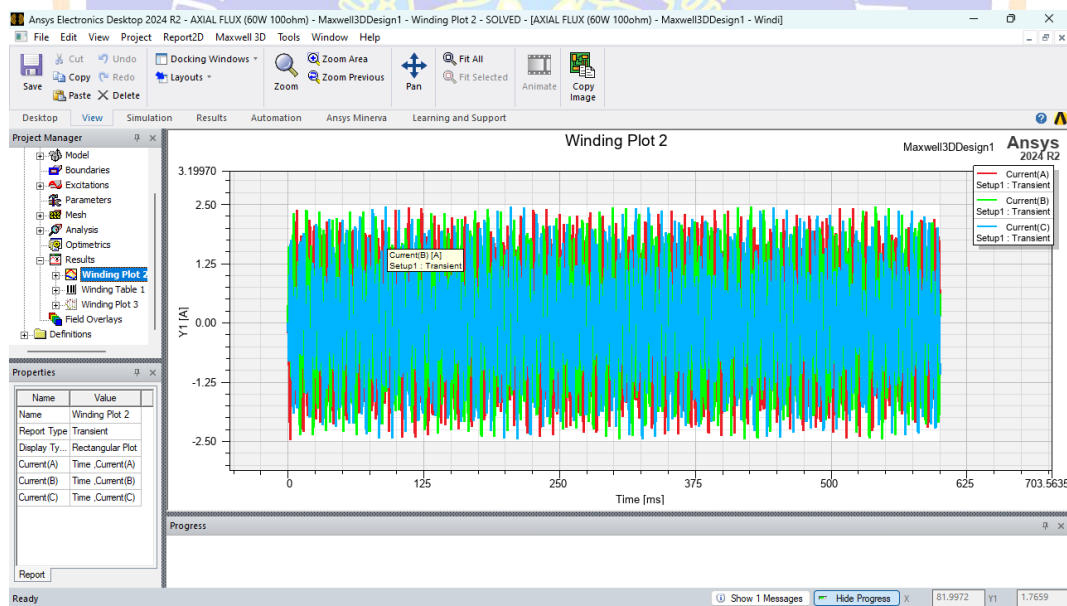 Ansys Electronics Desktop 2024 R2 - AXIAL FLUX (60W 100ohm) - Maxwell3DDesign1 - Winding Plot 2 - SOLVED - [AXIAL FLUX (60W 100ohm) - Maxwell3DDesign1 - Windi]
File Edit View Project Report2D Maxwell 3D Tools Window Help
Save
Cut Undo
Copy Redo
Paste Delete
Docking Windows
Layouts
Zoom
Zoom Area
Zoom Previous
Pan
Fit All
Fit Selected
Animate
Copy
Image
Desktop View Simulation Results Automation Ansys Minerva Learning and Support
Project Manager
Model
Boundaries
Excitations
Parameters
Mesh
Analysis
Optimetrics
Results
Winding Plot 2
Winding Table 1
Winding Plot 3
Field Overlays
Definitions
Properties
Name Value
Name Winding Plot 2
Report Type Transient
Display Ty... Rectangular Plot
Current(A) Time ,Current(A)
Current(B) Time ,Current(B)
Current(C) Time ,Current(C)
Report
Winding Plot 2
Maxwell3DDesign1
Ansys
2024 R2
Current(A)
Setup1 : Transient
Current(B)
Setup1 : Transient
Current(C)
Setup1 : Transient
3.19970
2.50
1.25
0.00
-1.25
-2.50
Y1 [A]
Current(B) [A]
Setup1 : Transient
0 125 250 375 500 625 703.5635
Time [ms]
Progress
Ready
Show 1 Messages Hide Progress X 81.9972 Y1 1.7659